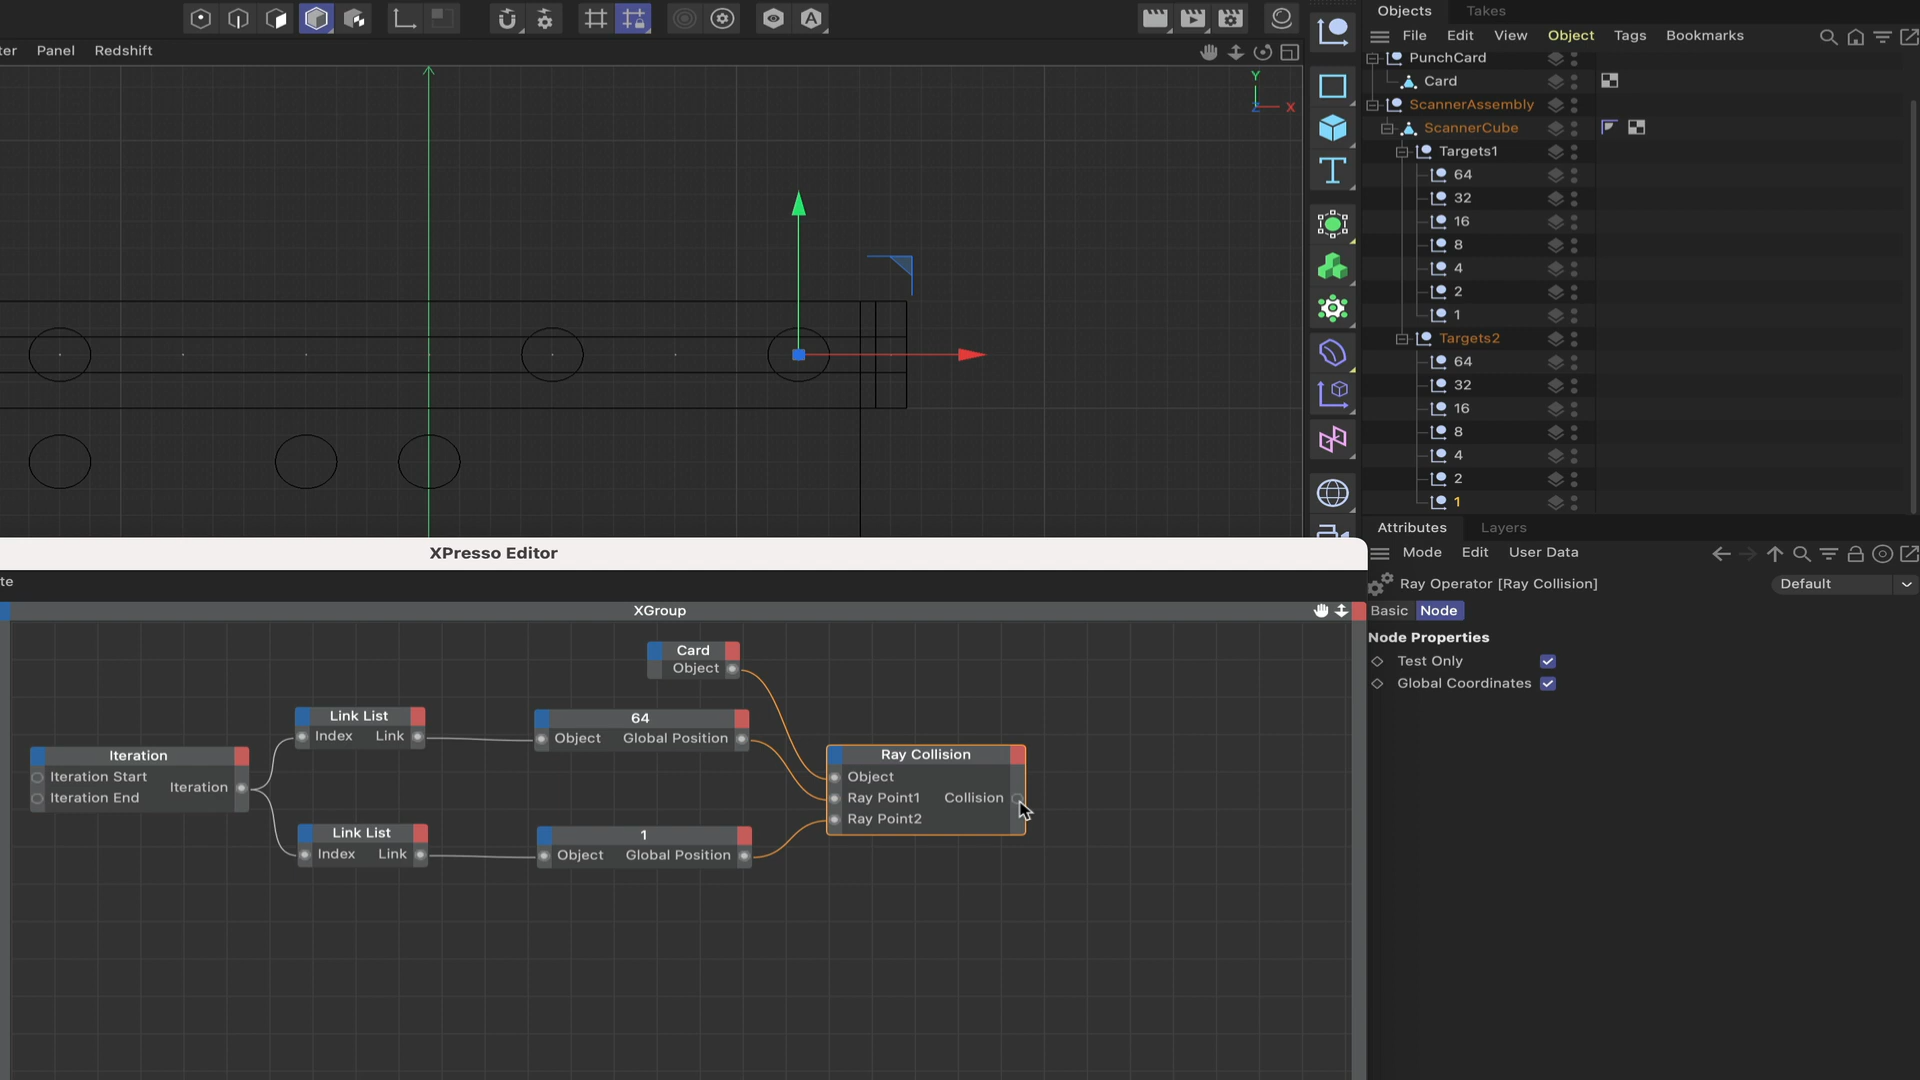 Objects Takes
ter Panel Redshift
File Edit View Object Tags Bookmarks
PunchCard
Card
ScannerAssembly
ScannerCube
Targets1
64
32
16
8
4
2
1
Targets2
64
32
16
8
4
2
1
Y
Z X
Attributes Layers
Mode Edit User Data
Ray Operator [Ray Collision] Default
Basic Node
Node Properties
Test Only
Global Coordinates
XPresso Editor
te
XGroup
Card
Object
Link List
Index Link
64
Object Global Position
Iteration
Iteration Start
Iteration
Iteration End
Ray Collision
Object
Ray Point1 Collision
Ray Point2
Link List
Index Link
1
Object Global Position